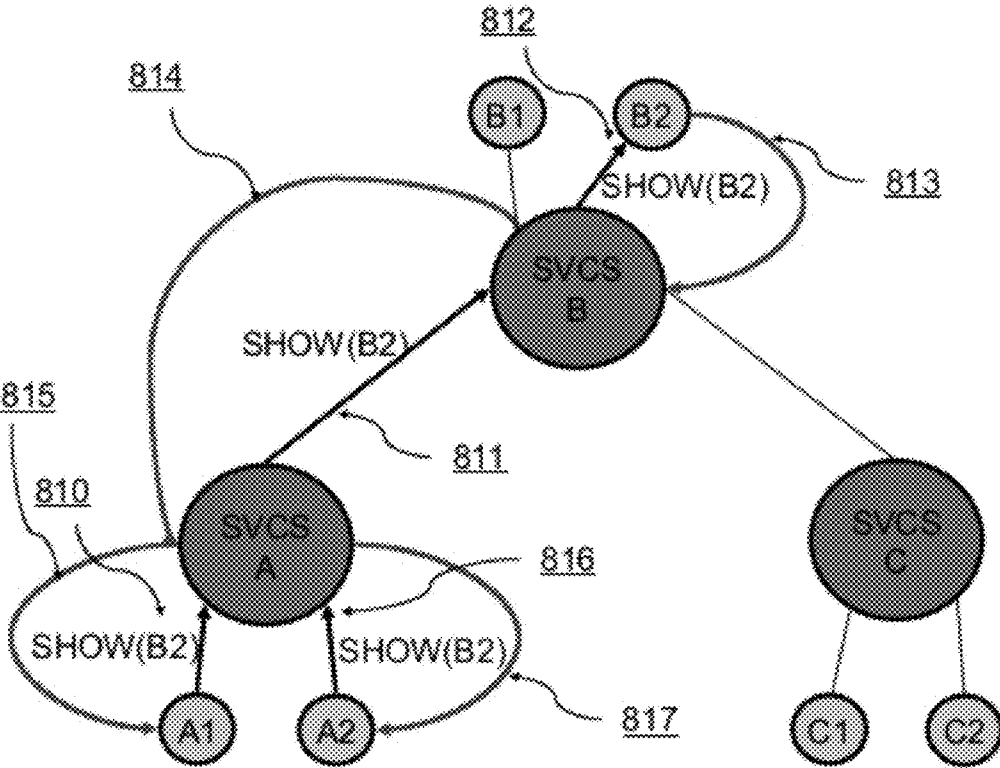 812
814
B1
B2
SHOW(B2)
813
SVCS
B
SHOW(B2)
815
811
810
SVCS
A
SVCS
C
816
SHOW(B2)
SHOW(B2)
A1
A2
817
C1
C2